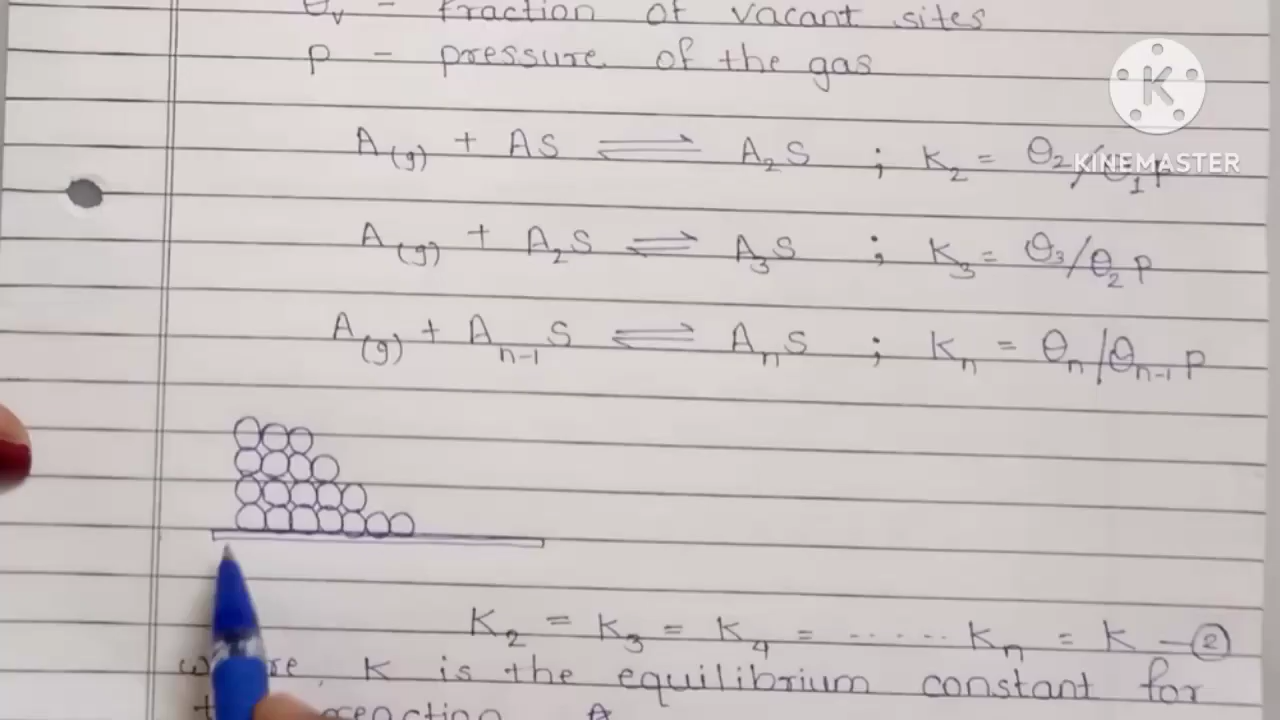 θv - fraction of vacant sites
p - pressure of the gas
K
KINEMASTER
A(g) + AS ⇌ A2S ; K2 = θ2/θ1 p
A(g) + A2S ⇌ A3S ; K3 = θ3/θ2 p
A(g) + An-1S ⇌ AnS ; Kn = θn/θn-1 p
K2 = K3 = K4 = ...... Kn = K - ②
K is the equilibrium constant for
reaction A